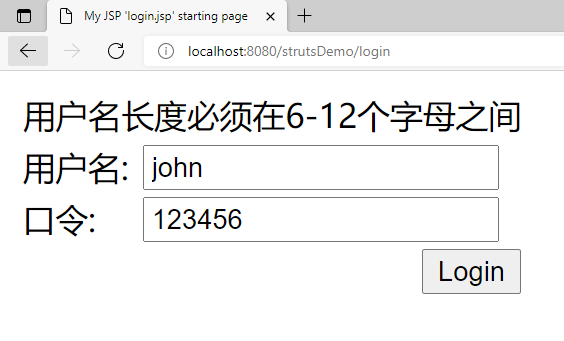 My JSP 'login.jsp' starting page
localhost:8080/strutsDemo/login
用户名长度必须在6-12个字母之间
用户名: john
口令: 123456
Login